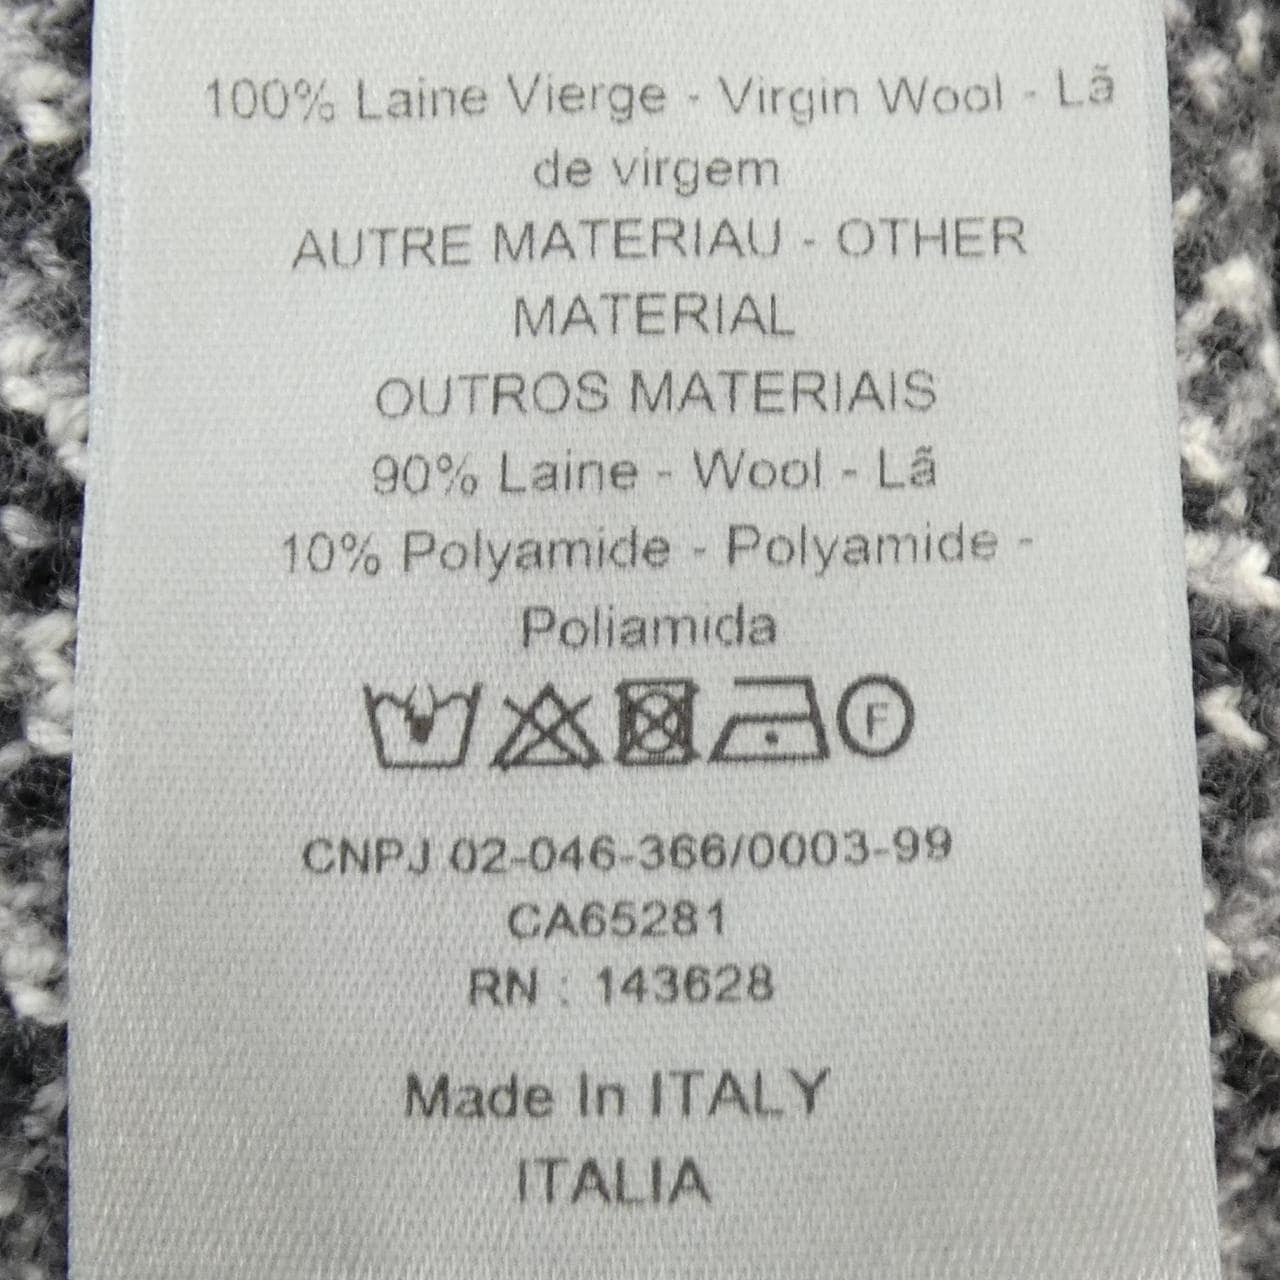 100% Laine Vierge - Virgin Wool - Lã
de virgem
AUTRE MATERIAU - OTHER
MATERIAL
OUTROS MATERIAIS
90% Laine - Wool - Lã
10% Polyamide - Polyamide -
Poliamida
F
CNPJ 02-046-366/0003-99
CA65281
RN : 143628
Made In ITALY
ITALIA